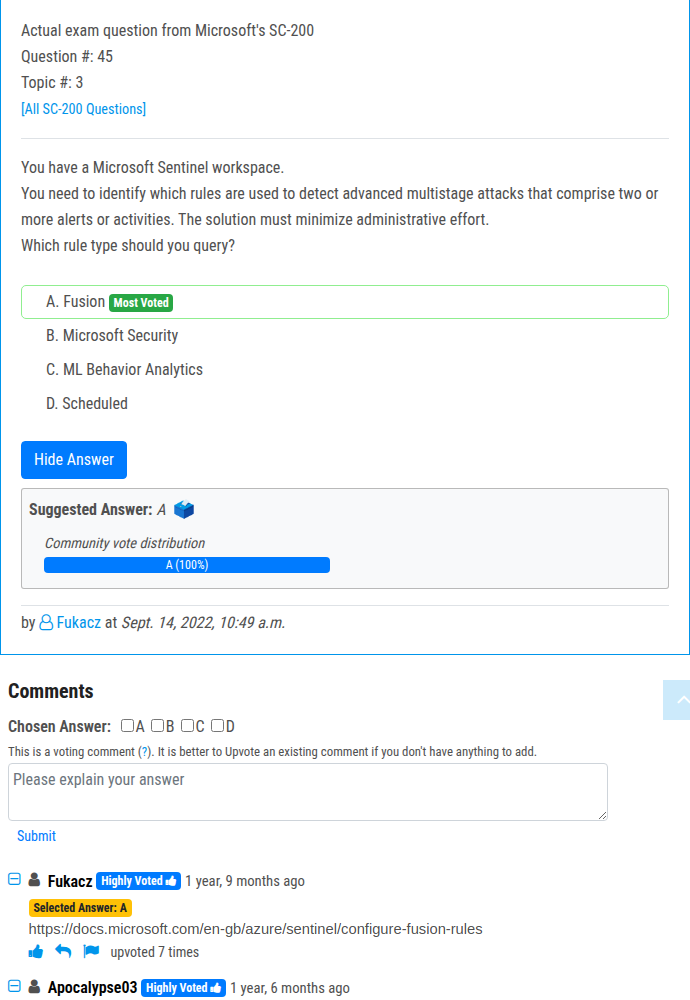 Actual exam question from Microsoft's SC-200
Question #: 45
Topic #: 3
[All SC-200 Questions]
You have a Microsoft Sentinel workspace.
You need to identify which rules are used to detect advanced multistage attacks that comprise two or
more alerts or activities. The solution must minimize administrative effort.
Which rule type should you query?
A. Fusion Most Voted
B. Microsoft Security
C. ML Behavior Analytics
D. Scheduled
Hide Answer
Suggested Answer: A
Community vote distribution
A (100%)
by Fukacz at Sept. 14, 2022, 10:49 a.m.
Comments
Chosen Answer: A B C D
This is a voting comment (?). It is better to Upvote an existing comment if you don't have anything to add.
Please explain your answer
Submit
Fukacz Highly Voted 1 year, 9 months ago
Selected Answer: A
https://docs.microsoft.com/en-gb/azure/sentinel/configure-fusion-rules
upvoted 7 times
Apocalypse03 Highly Voted 1 year, 6 months ago